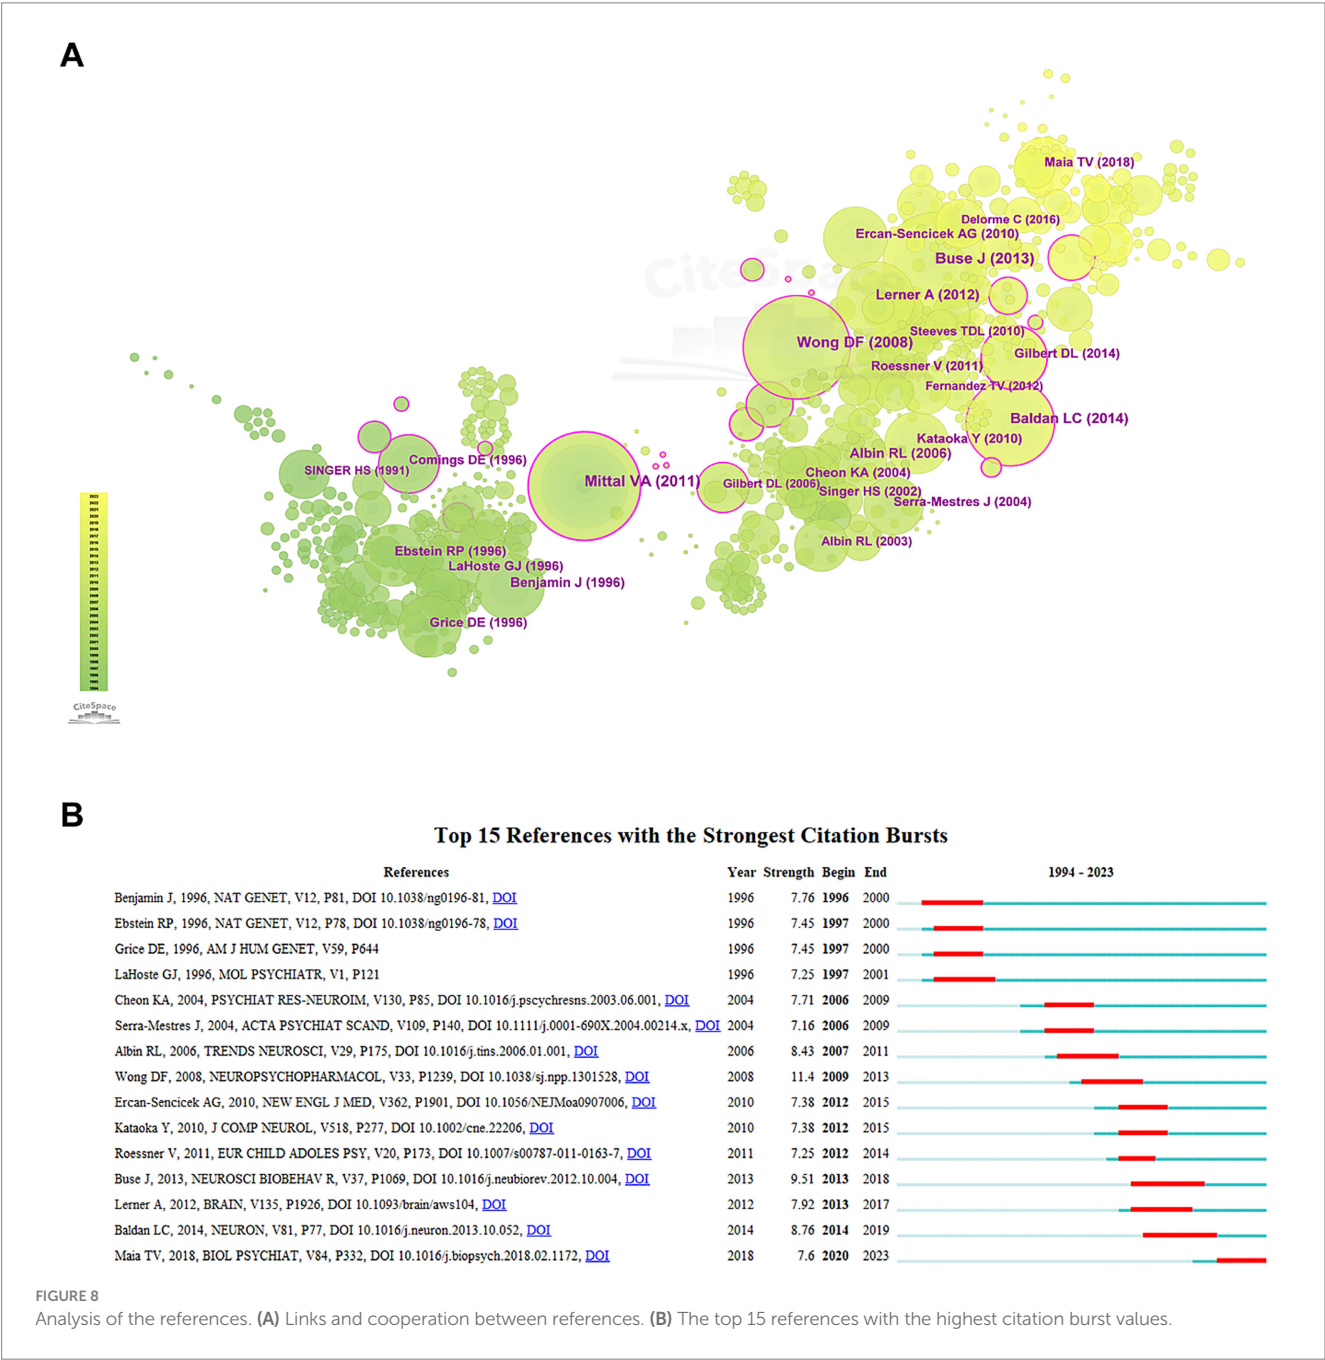 A
CiteSpace
Maia TV (2018)
Delorme C (2016)
Ercan-Sencicek AG (2010)
Buse J (2013)
Lerner A (2012)
Steeves TDL (2010)
Wong DF (2008)
Gilbert DL (2014)
Roessner V (2011)
Fernandez TV (2012)
Baldan LC (2014)
Kataoka Y (2010)
Albin RL (2006)
Comings DE (1996)
SINGER HS (1991)
Cheon KA (2004)
Mittal VA (2011)
Gilbert DL (2006)
Singer HS (2002)
Serra-Mestres J (2004)
Albin RL (2003)
Ebstein RP (1996)
LaHoste GJ (1996)
Benjamin J (1996)
Grice DE (1996)
CiteSpace
B
Top 15 References with the Strongest Citation Bursts
References Year Strength Begin End 1994 - 2023
Benjamin J, 1996, NAT GENET, V12, P81, DOI 10.1038/ng0196-81, DOI 1996 7.76 1996 2000
Ebstein RP, 1996, NAT GENET, V12, P78, DOI 10.1038/ng0196-78, DOI 1996 7.45 1997 2000
Grice DE, 1996, AM J HUM GENET, V59, P644 1996 7.45 1997 2000
LaHoste GJ, 1996, MOL PSYCHIATR, V1, P121 1996 7.25 1997 2001
Cheon KA, 2004, PSYCHIAT RES-NEUROIM, V130, P85, DOI 10.1016/j.pscychresns.2003.06.001, DOI 2004 7.71 2006 2009
Serra-Mestres J, 2004, ACTA PSYCHIAT SCAND, V109, P140, DOI 10.1111/j.0001-690X.2004.00214.x, DOI 2004 7.16 2006 2009
Albin RL, 2006, TRENDS NEUROSCI, V29, P175, DOI 10.1016/j.tins.2006.01.001, DOI 2006 8.43 2007 2011
Wong DF, 2008, NEUROPSYCHOPHARMACOL, V33, P1239, DOI 10.1038/sj.npp.1301528, DOI 2008 11.4 2009 2013
Ercan-Sencicek AG, 2010, NEW ENGL J MED, V362, P1901, DOI 10.1056/NEJMoa0907006, DOI 2010 7.38 2012 2015
Kataoka Y, 2010, J COMP NEUROL, V518, P277, DOI 10.1002/cne.22206, DOI 2010 7.38 2012 2015
Roessner V, 2011, EUR CHILD ADOLES PSY, V20, P173, DOI 10.1007/s00787-011-0163-7, DOI 2011 7.25 2012 2014
Buse J, 2013, NEUROSCI BIOBEHAV R, V37, P1069, DOI 10.1016/j.neubiorev.2012.10.004, DOI 2013 9.51 2013 2018
Lerner A, 2012, BRAIN, V135, P1926, DOI 10.1093/brain/aws104, DOI 2012 7.92 2013 2017
Baldan LC, 2014, NEURON, V81, P77, DOI 10.1016/j.neuron.2013.10.052, DOI 2014 8.76 2014 2019
Maia TV, 2018, BIOL PSYCHIAT, V84, P332, DOI 10.1016/j.biopsych.2018.02.1172, DOI 2018 7.6 2020 2023
FIGURE 8
Analysis of the references. (A) Links and cooperation between references. (B) The top 15 references with the highest citation burst values.